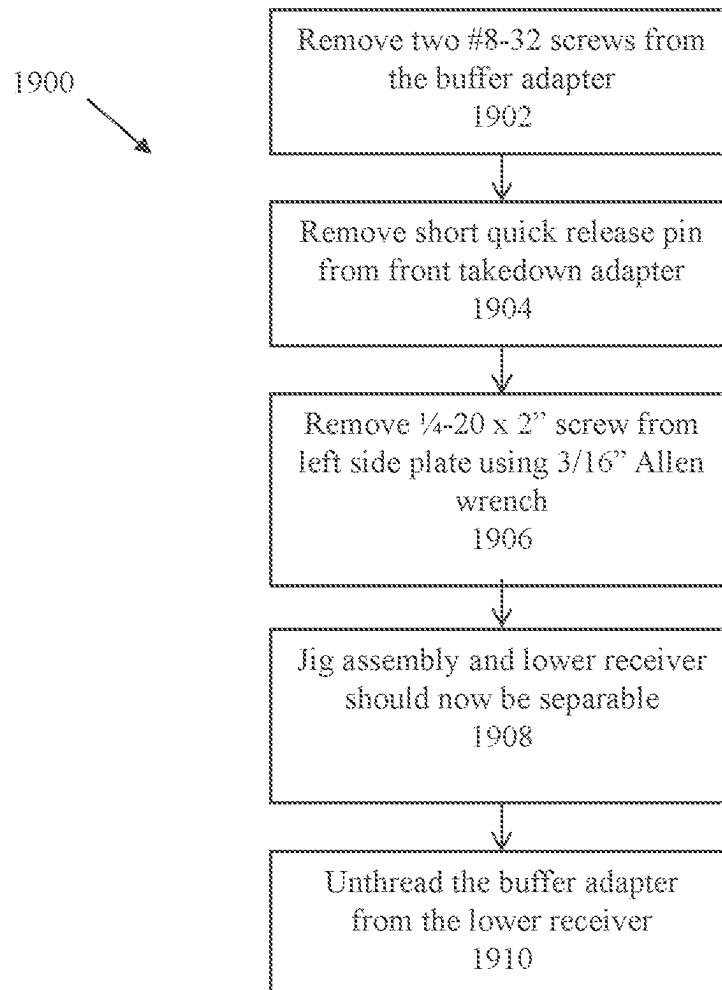 1900
Remove two #8-32 screws from
the buffer adapter
1902
Remove short quick release pin
from front takedown adapter
1904
Remove ¼-20 x 2” screw from
left side plate using 3/16” Allen
wrench
1906
Jig assembly and lower receiver
should now be separable
1908
Unthread the buffer adapter
from the lower receiver
1910